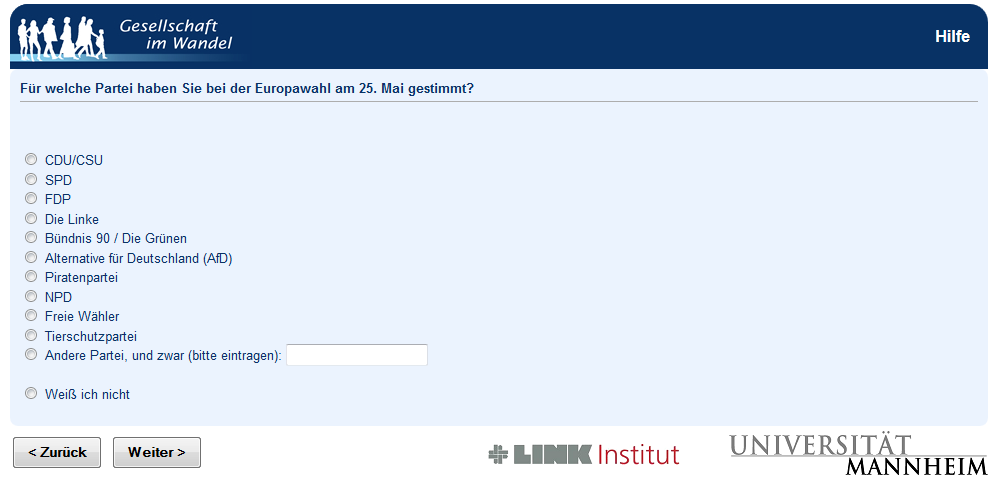 Gesellschaft
im Wandel
Hilfe
Für welche Partei haben Sie bei der Europawahl am 25. Mai gestimmt?
CDU/CSU
SPD
FDP
Die Linke
Bündnis 90 / Die Grünen
Alternative für Deutschland (AfD)
Piratenpartei
NPD
Freie Wähler
Tierschutzpartei
Andere Partei, und zwar (bitte eintragen):
Weiß ich nicht
< Zurück Weiter >
LINK Institut
UNIVERSITÄT
MANNHEIM